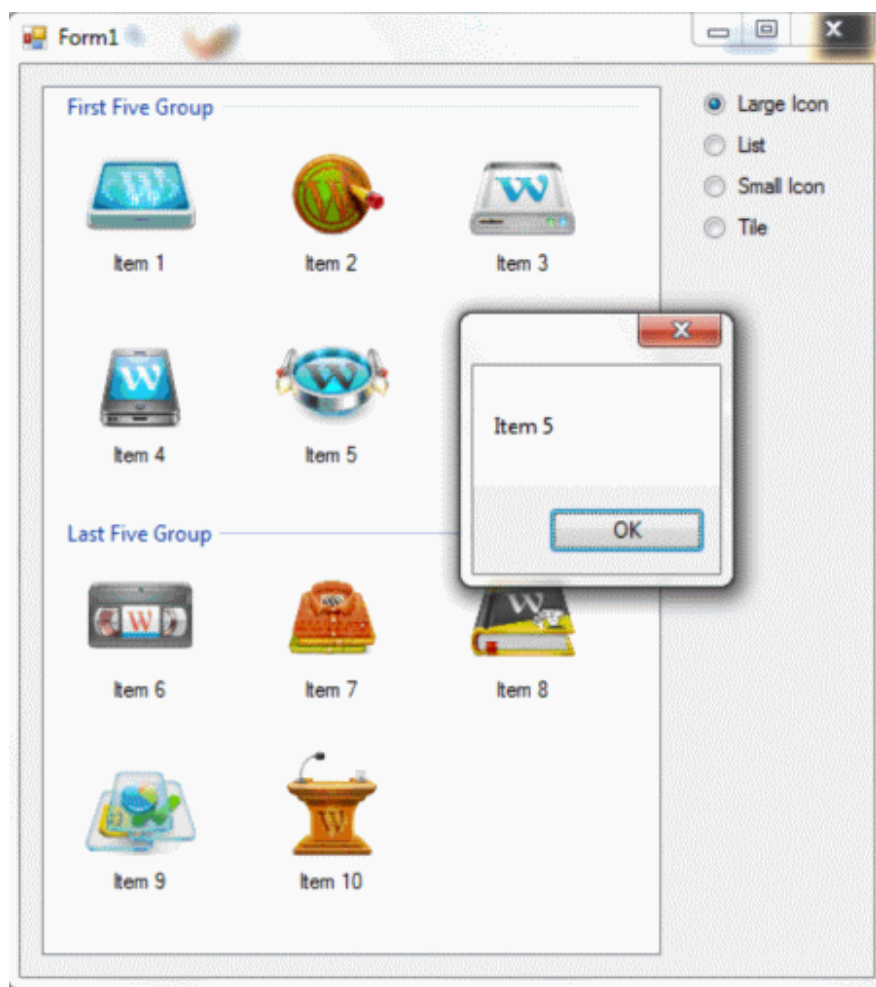 Form1
First Five Group
Large Icon
List
Small Icon
Tile
Item 1 Item 2 Item 3
Item 4 Item 5
Item 5
OK
Last Five Group
Item 6 Item 7 Item 8
Item 9 Item 10